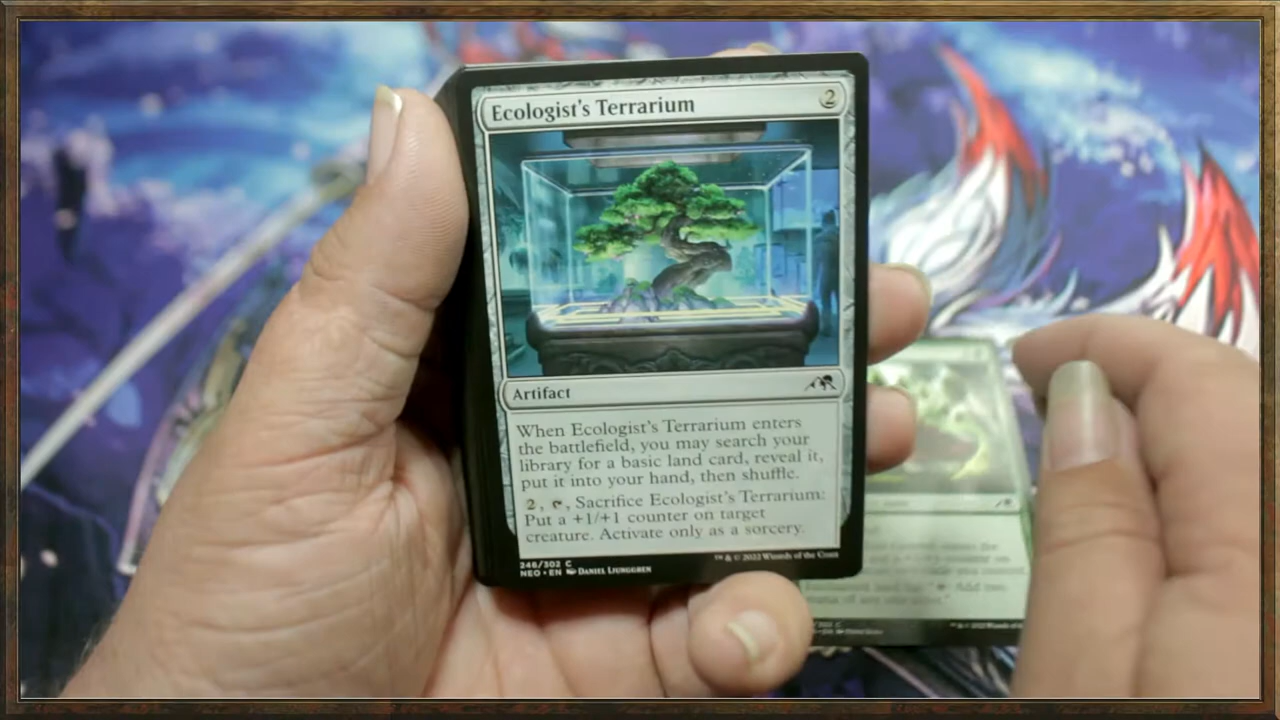 Ecologist's Terrarium 2
Artifact
When Ecologist's Terrarium enters
the battlefield, you may search your
library for a basic land card, reveal it,
put it into your hand, then shuffle.
2, , Sacrifice Ecologist's Terrarium:
Put a +1/+1 counter on target
creature. Activate only as a sorcery.
246/302 C
NEO • EN DANIEL LJUNGGREN
™ & © 2022 Wizards of the Coast